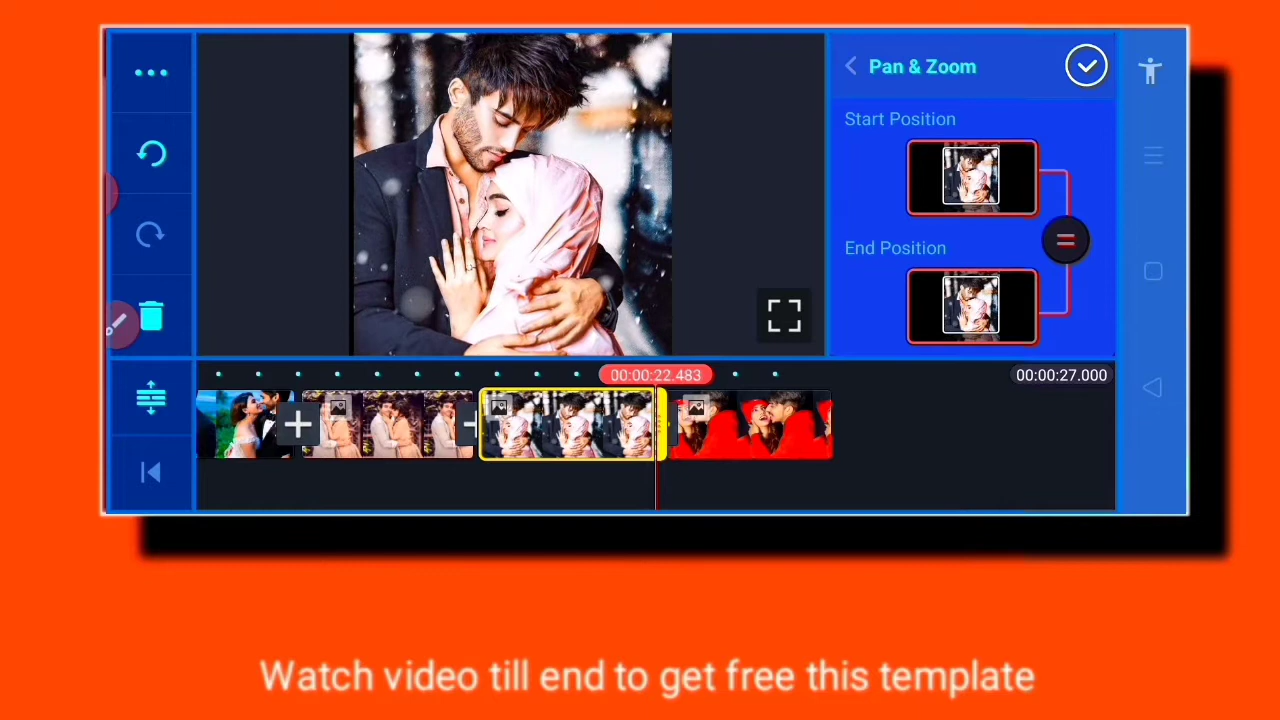 Pan & Zoom
Start Position
End Position
00:00:22.483
00:00:27.000
Watch video till end to get free this template